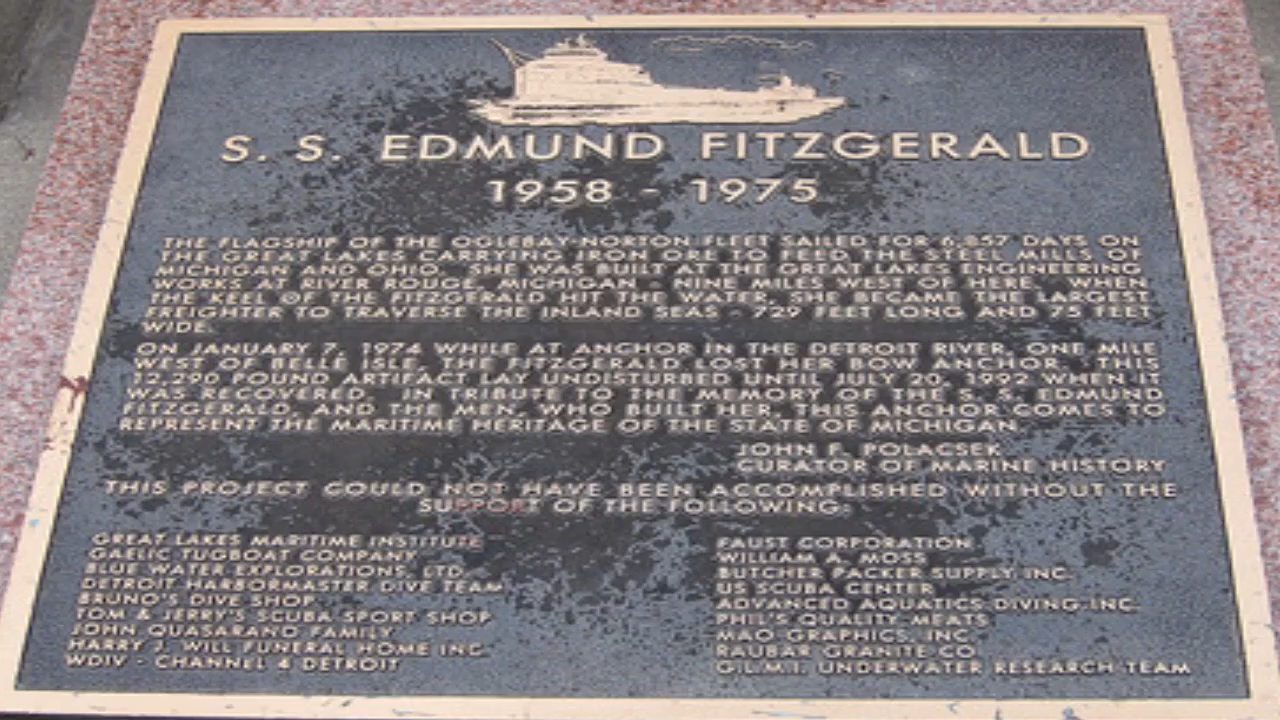 S. S. EDMUND FITZGERALD
1958 - 1975
THE FLAGSHIP OF THE OGLEBAY-NORTON FLEET SAILED FOR 6,857 DAYS ON
THE GREAT LAKES CARRYING IRON ORE TO FEED THE STEEL MILLS OF
MICHIGAN AND OHIO. SHE WAS BUILT AT THE GREAT LAKES ENGINEERING
WORKS AT RIVER ROUGE, MICHIGAN - NINE MILES WEST OF HERE. WHEN
THE KEEL OF THE FITZGERALD HIT THE WATER, SHE BECAME THE LARGEST
FREIGHTER TO TRAVERSE THE INLAND SEAS - 729 FEET LONG AND 75 FEET
WIDE.
ON JANUARY 7, 1974 WHILE AT ANCHOR IN THE DETROIT RIVER, ONE MILE
WEST OF BELLE ISLE, THE FITZGERALD LOST HER BOW ANCHOR. THIS
12,290 POUND ARTIFACT LAY UNDISTURBED UNTIL JULY 20, 1992 WHEN IT
WAS RECOVERED. IN TRIBUTE TO THE MEMORY OF THE S. S. EDMUND
FITZGERALD, AND THE MEN, WHO BUILT HER, THIS ANCHOR COMES TO
REPRESENT THE MARITIME HERITAGE OF THE STATE OF MICHIGAN.
JOHN F. POLACSEK
CURATOR OF MARINE HISTORY
THIS PROJECT COULD NOT HAVE BEEN ACCOMPLISHED WITHOUT THE
SUPPORT OF THE FOLLOWING:
GREAT LAKES MARITIME INSTITUTE
GAELIC TUGBOAT COMPANY
BLUE WATER EXPLORATIONS, LTD.
DETROIT HARBORMASTER DIVE TEAM
BRUNO'S DIVE SHOP
TOM & JERRY'S SCUBA SPORT SHOP
JOHN QUASARAND FAMILY
HARRY J. WILL FUNERAL HOME INC.
WDIV - CHANNEL 4 DETROIT
FAUST CORPORATION
WILLIAM A. MOSS
BUTCHER PACKER SUPPLY INC.
US SCUBA CENTER
ADVANCED AQUATICS DIVING INC.
PHIL'S QUALITY MEATS
MAO GRAPHICS, INC.
RAUBAR GRANITE CO
G.L.M.I. UNDERWATER RESEARCH TEAM